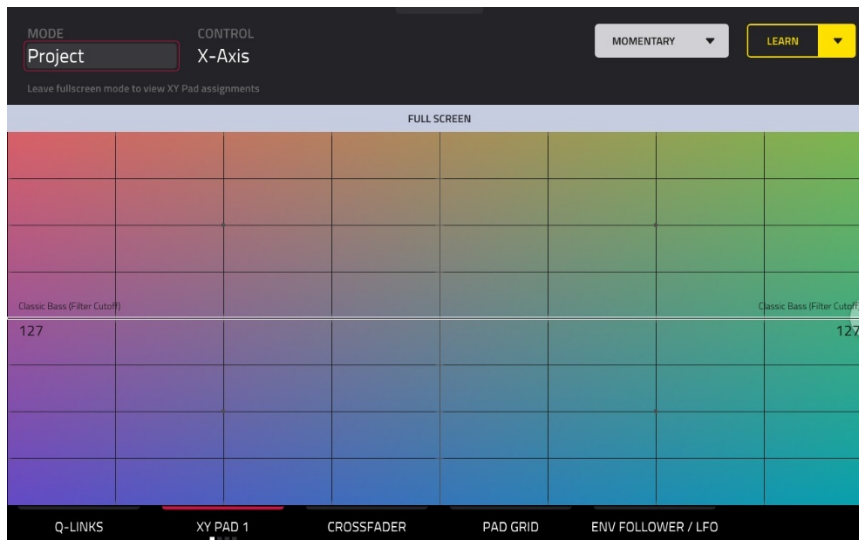 MODE
CONTROL
MOMENTARY
LEARN
Project
X-Axis
Leave fullscreen mode to view XY Pad assignments
FULL SCREEN
Classic Bass (Filter Cutoff)
Classic Bass (Filter Cutoff
127
127
Q-LINKS
XY PAD 1
CROSSFADER
PAD GRID
ENV FOLLOWER / LFO